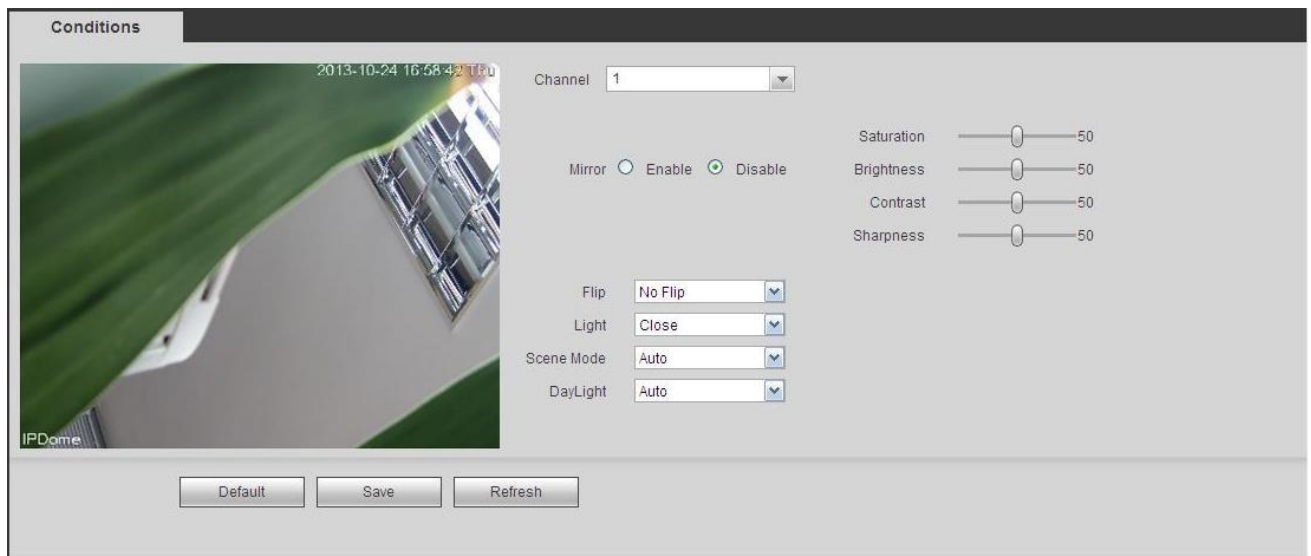 Conditions
2013-10-24 16:58:42 Thu
IPDome
Channel 1
Mirror Enable Disable
Saturation 50
Brightness 50
Contrast 50
Sharpness 50
Flip No Flip
Light Close
Scene Mode Auto
DayLight Auto
Default Save Refresh